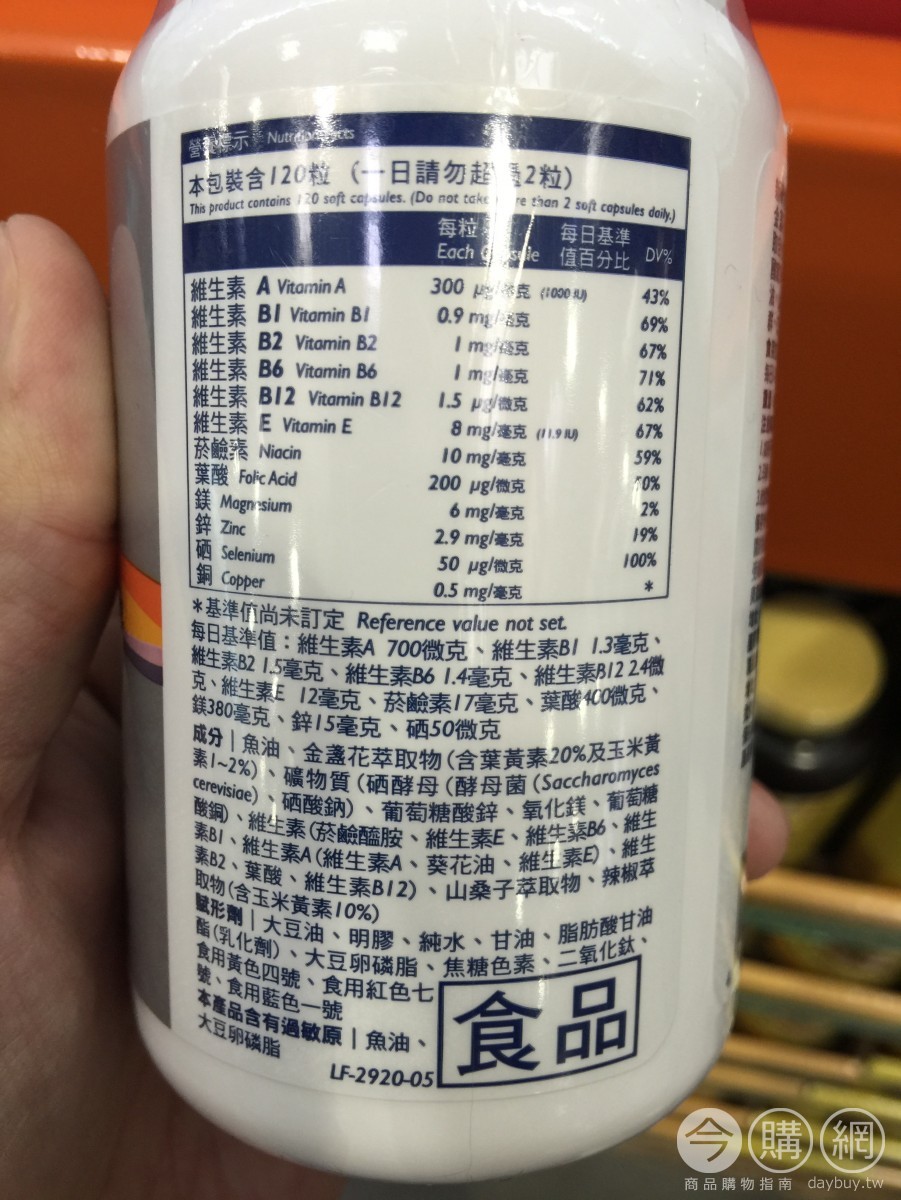 營養標示 Nutrition Facts
本包裝含120粒（一日請勿超過2粒）
This product contains 120 soft capsules. (Do not take more than 2 soft capsules daily.)
每粒 每日基準
Each Capsule 值百分比 DV%
維生素 A Vitamin A 300 μg/微克 (1000 IU) 43%
維生素 B1 Vitamin B1 0.9 mg/毫克 69%
維生素 B2 Vitamin B2 1 mg/毫克 67%
維生素 B6 Vitamin B6 1 mg/毫克 71%
維生素 B12 Vitamin B12 1.5 μg/微克 62%
維生素 E Vitamin E 8 mg/毫克 (11.9 IU) 67%
菸鹼素 Niacin 10 mg/毫克 59%
葉酸 Folic Acid 200 μg/微克 50%
鎂 Magnesium 6 mg/毫克 2%
鋅 Zinc 2.9 mg/毫克 19%
硒 Selenium 50 μg/微克 100%
銅 Copper 0.5 mg/毫克 *
*基準值尚未訂定 Reference value not set.
每日基準值：維生素A 700微克、維生素B1 1.3毫克、
維生素B2 1.5毫克、維生素B6 1.4毫克、維生素B12 2.4微
克、維生素E 12毫克、菸鹼素17毫克、葉酸400微克、
鎂380毫克、鋅15毫克、硒50微克
成分｜魚油、金盞花萃取物(含葉黃素20%及玉米黃
素1~2%)、礦物質(硒酵母(酵母菌(Saccharomyces
cerevisiae)、硒酸鈉)、葡萄糖酸鋅、氧化鎂、葡萄糖
酸銅)、維生素(菸鹼醯胺、維生素E、維生素B6、維生
素B1、維生素A(維生素A、葵花油、維生素E)、維生
素B2、葉酸、維生素B12)、山桑子萃取物、辣椒萃
取物(含玉米黃素10%)
賦形劑｜大豆油、明膠、純水、甘油、脂肪酸甘油
酯(乳化劑)、大豆卵磷脂、焦糖色素、二氧化鈦、
食用黃色四號、食用紅色七
號、食用藍色一號
本產品含有過敏原｜魚油、
大豆卵磷脂
LF-2920-05
食品
今購網
商品購物指南 daybuy.tw